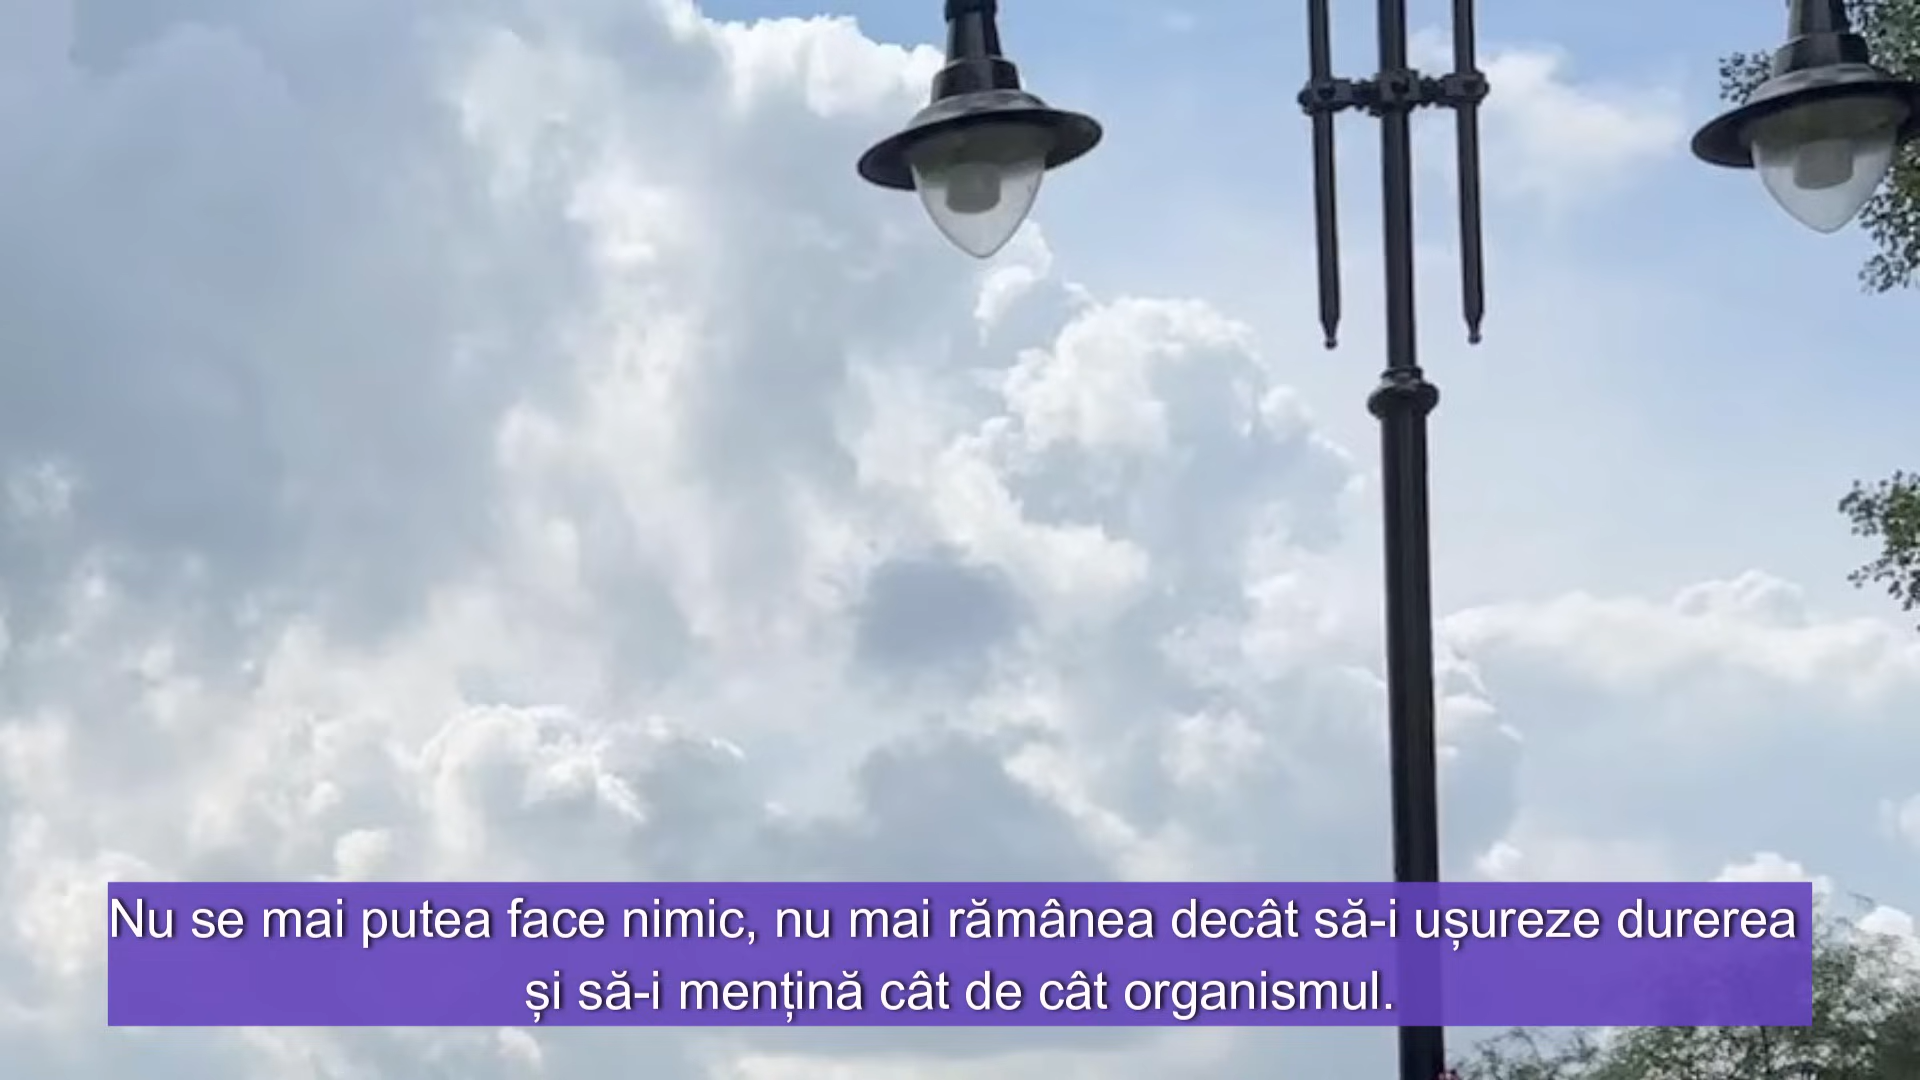 Nu se mai putea face nimic, nu mai rămânea decât să-i ușureze durerea
și să-i mențină cât de cât organismul.